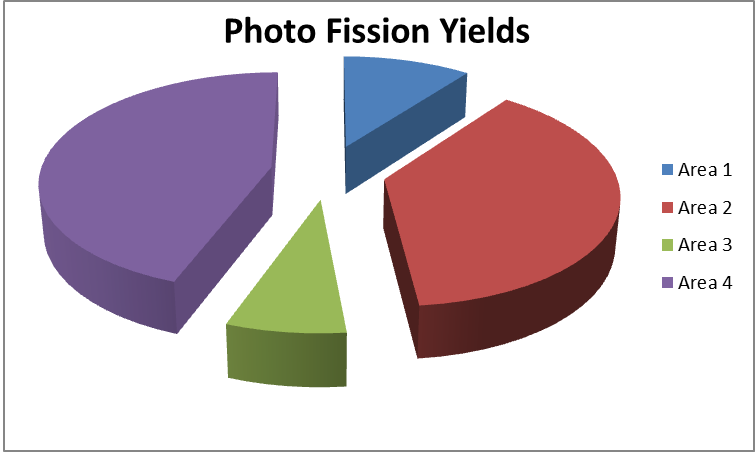 Photo Fission Yields
Area 1
Area 2
Area 3
Area 4